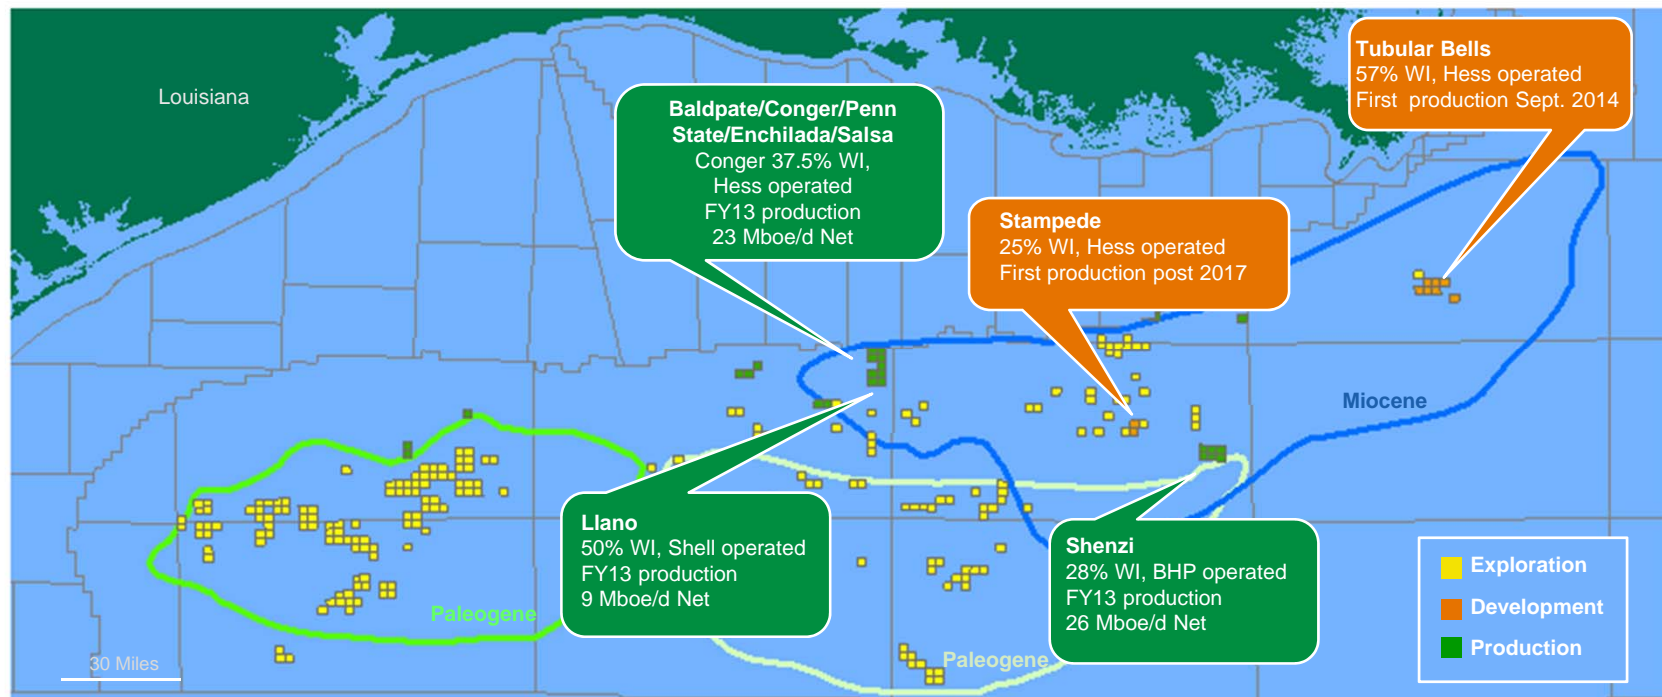 Louisiana
Baldpate/Conger/Penn
State/Enchilada/Salsa
Conger 37.5% WI,
Hess operated
FY13 production
23 Mboe/d Net
Tubular Bells
57% WI, Hess operated
First production Sept. 2014
Stampede
25% WI, Hess operated
First production post 2017
Miocene
Llano
50% WI, Shell operated
FY13 production
9 Mboe/d Net
Shenzi
28% WI, BHP operated
FY13 production
26 Mboe/d Net
Paleogene
Paleogene
30 Miles
Exploration
Development
Production